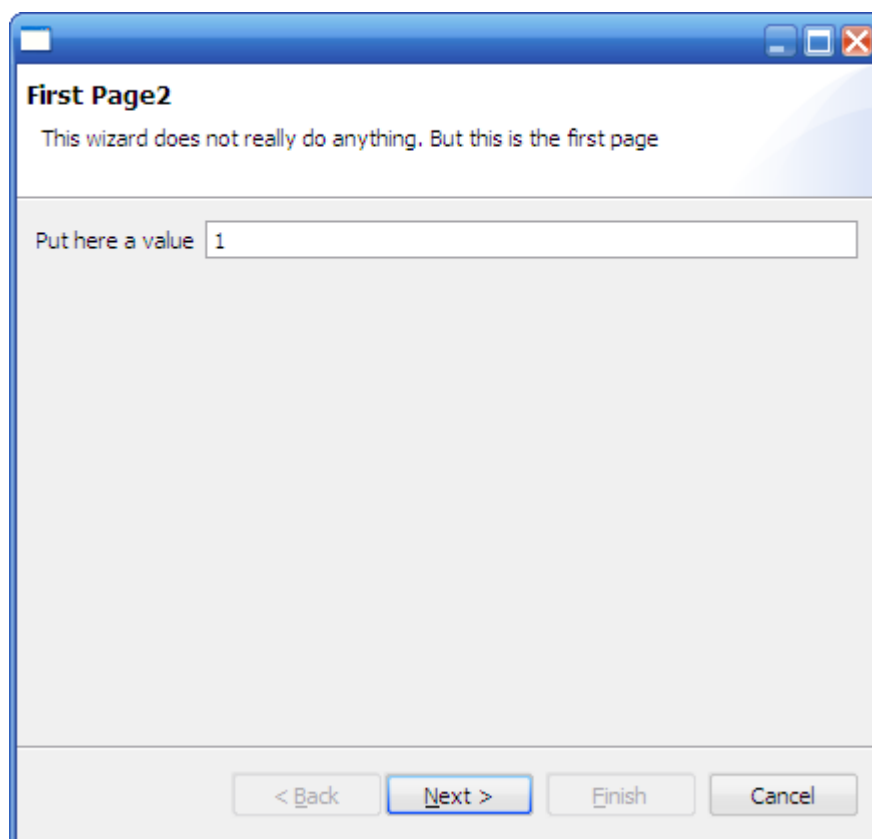 First Page2
This wizard does not really do anything. But this is the first page
Put here a value 1
< Back Next > Finish Cancel